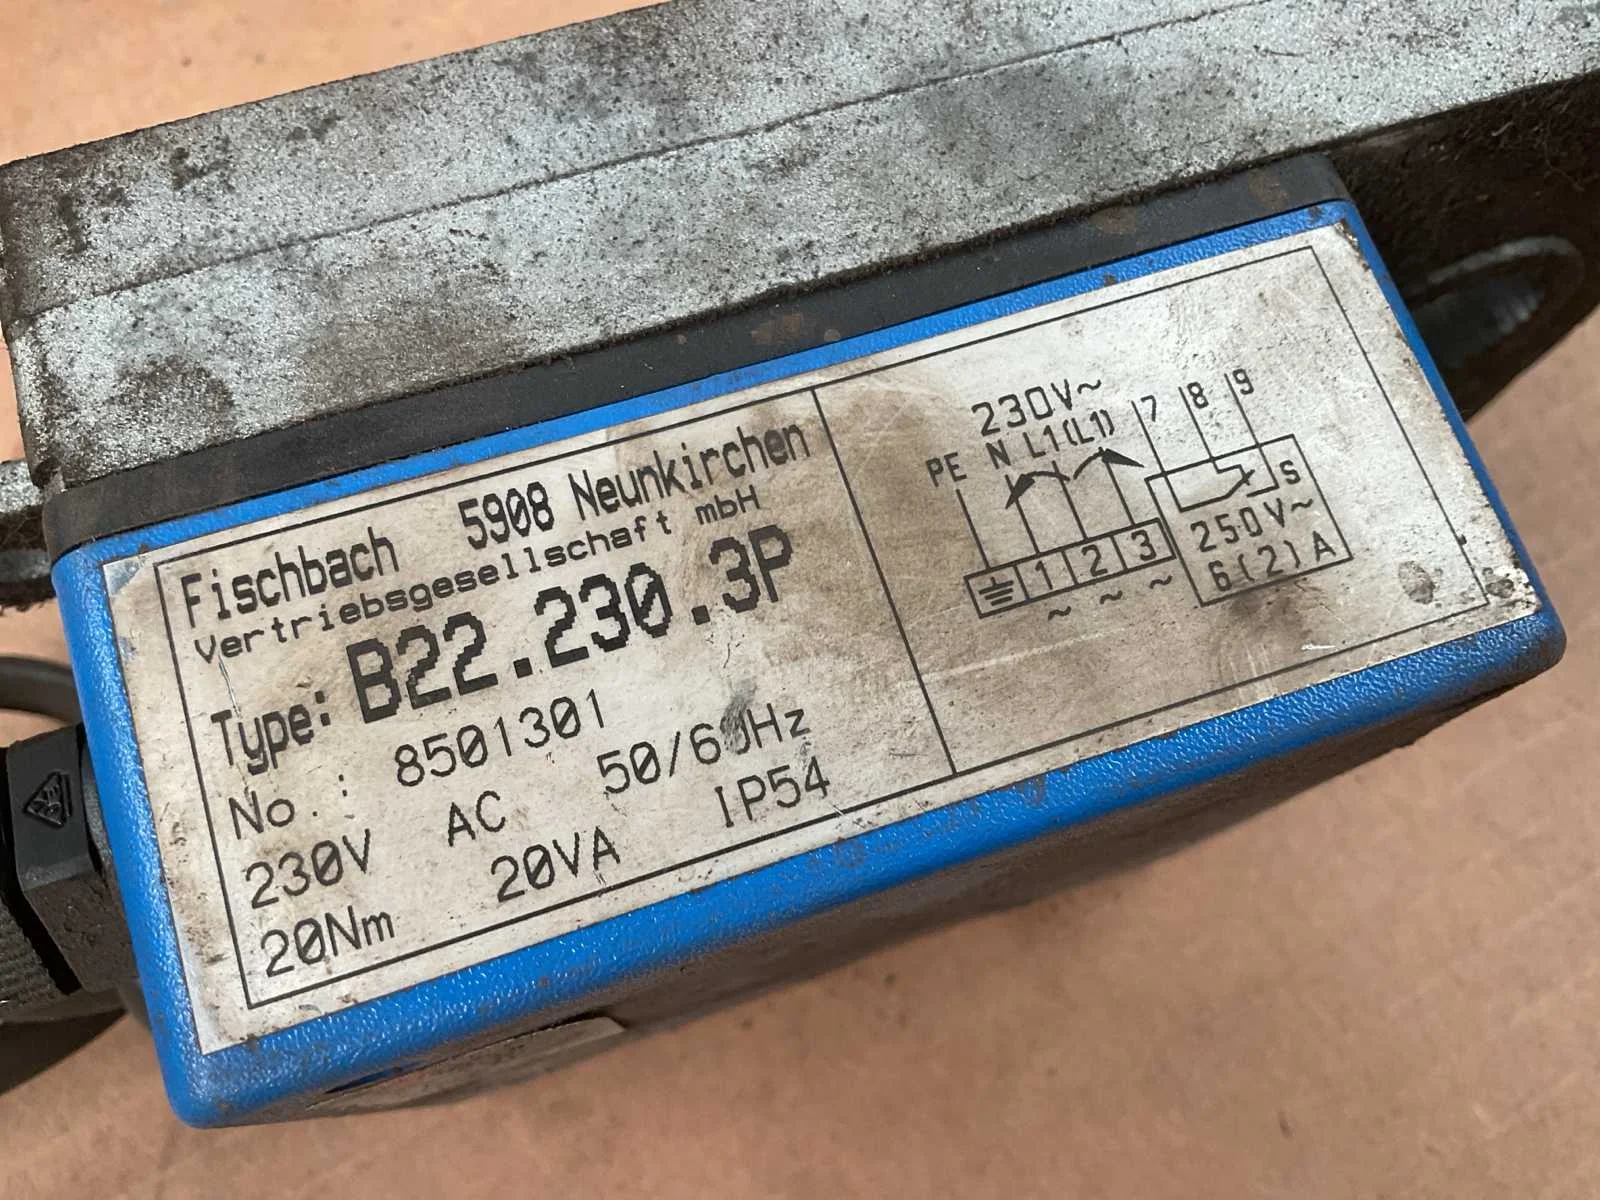 Fischbach 5908 Neunkirchen
Vertriebsgesellschaft mbH
Type: B22.230.3P
No.: 8501301
230V AC 50/60Hz
20Nm 20VA IP54
230V~
PE N L1(L1) 7 8 9
1 2 3
~ ~ ~
S
250V~
6(2)A